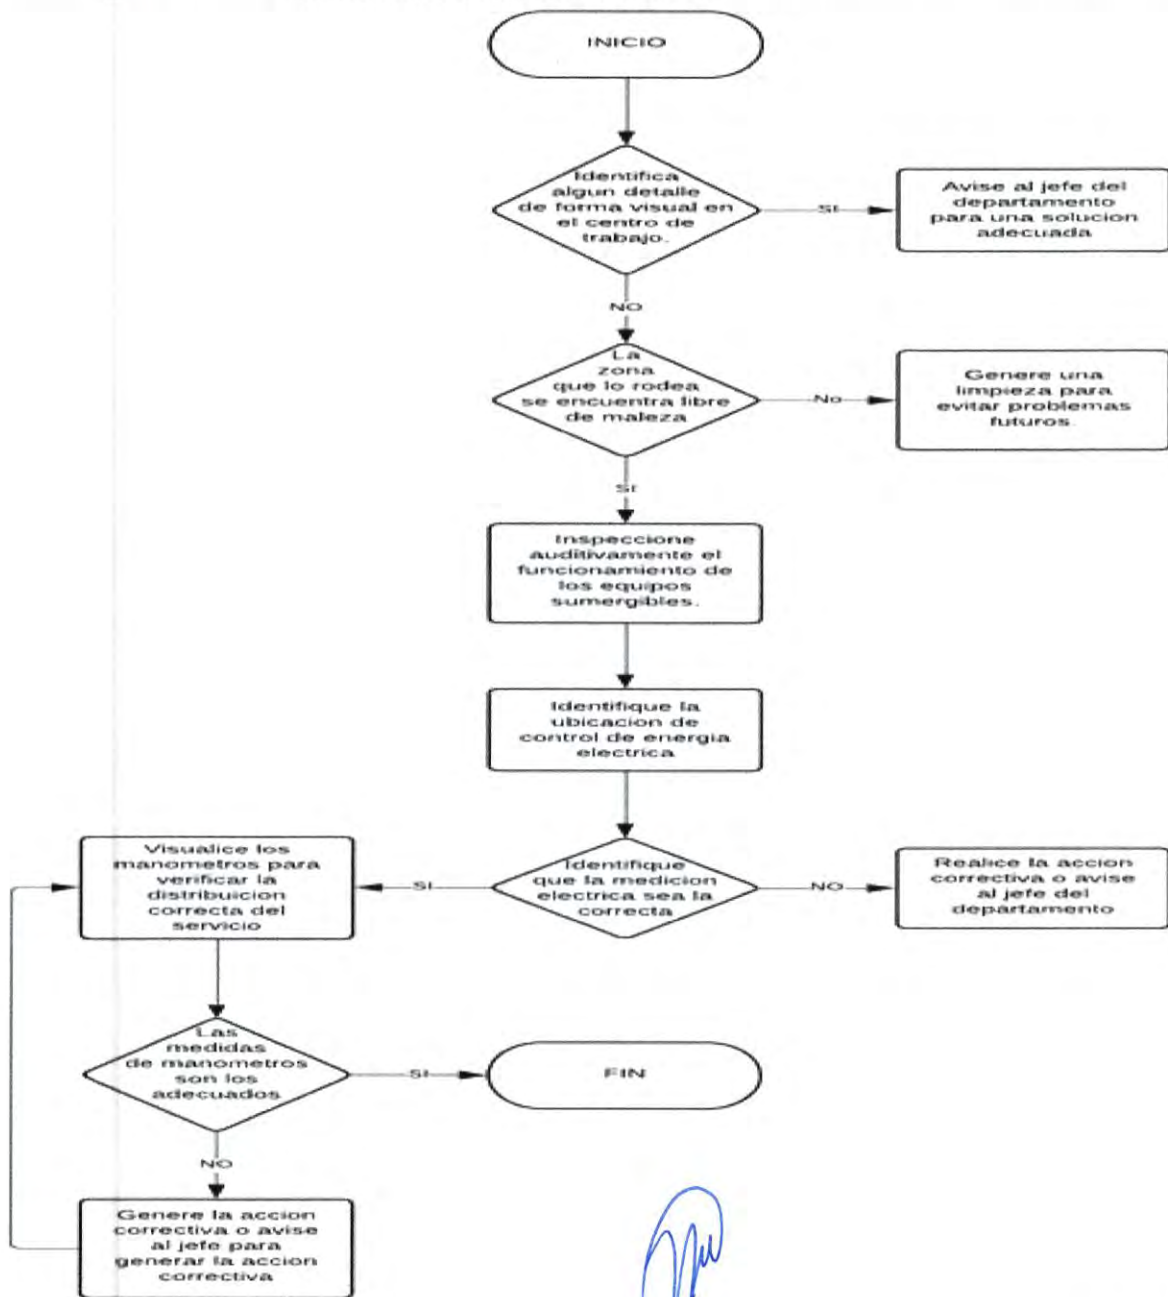 INICIO
Identifica
algun detalle
de forma visual en
el centro de
trabajo.
SI
Avise al jefe del
departamento
para una solucion
adecuada
NO
La
zona
que lo rodea
se encuentra libre
de maleza
No
Genere una
limpieza para
evitar problemas
futuros.
SI
Inspeccione
auditivamente el
funcionamiento de
los equipos
sumergibles.
Identifique la
ubicacion de
control de energia
electrica
Identifique
que la medicion
electrica sea la
correcta
NO
Realice la accion
correctiva o avise
al jefe del
departamento
SI
Visualice los
manometros para
verificar la
distribuicion
correcta del
servicio
Las
medidas
de manometros
son los
adecuados
SI
FIN
NO
Genere la accion
correctiva o avise
al jefe para
generar la accion
correctiva